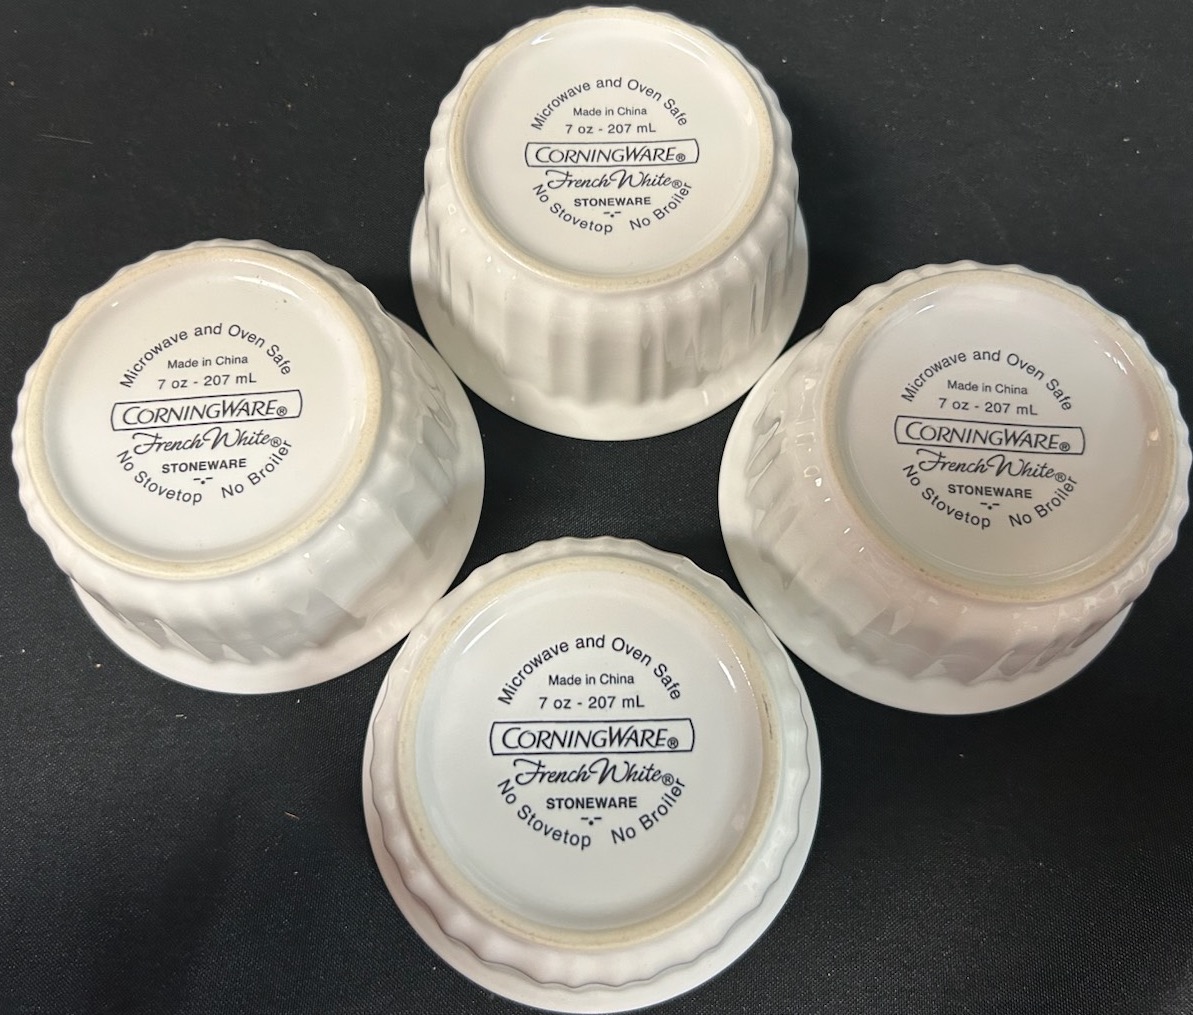 Microwave and Oven Safe
Made in China
7 oz - 207 mL
CORNINGWARE®
French White®
STONEWARE
No Stovetop No Broiler
Microwave and Oven Safe
Made in China
7 oz - 207 mL
CORNINGWARE®
French White®
STONEWARE
No Stovetop No Broiler
Microwave and Oven Safe
Made in China
7 oz - 207 mL
CORNINGWARE®
French White®
STONEWARE
No Stovetop No Broiler
Microwave and Oven Safe
Made in China
7 oz - 207 mL
CORNINGWARE®
French White®
STONEWARE
No Stovetop No Broiler